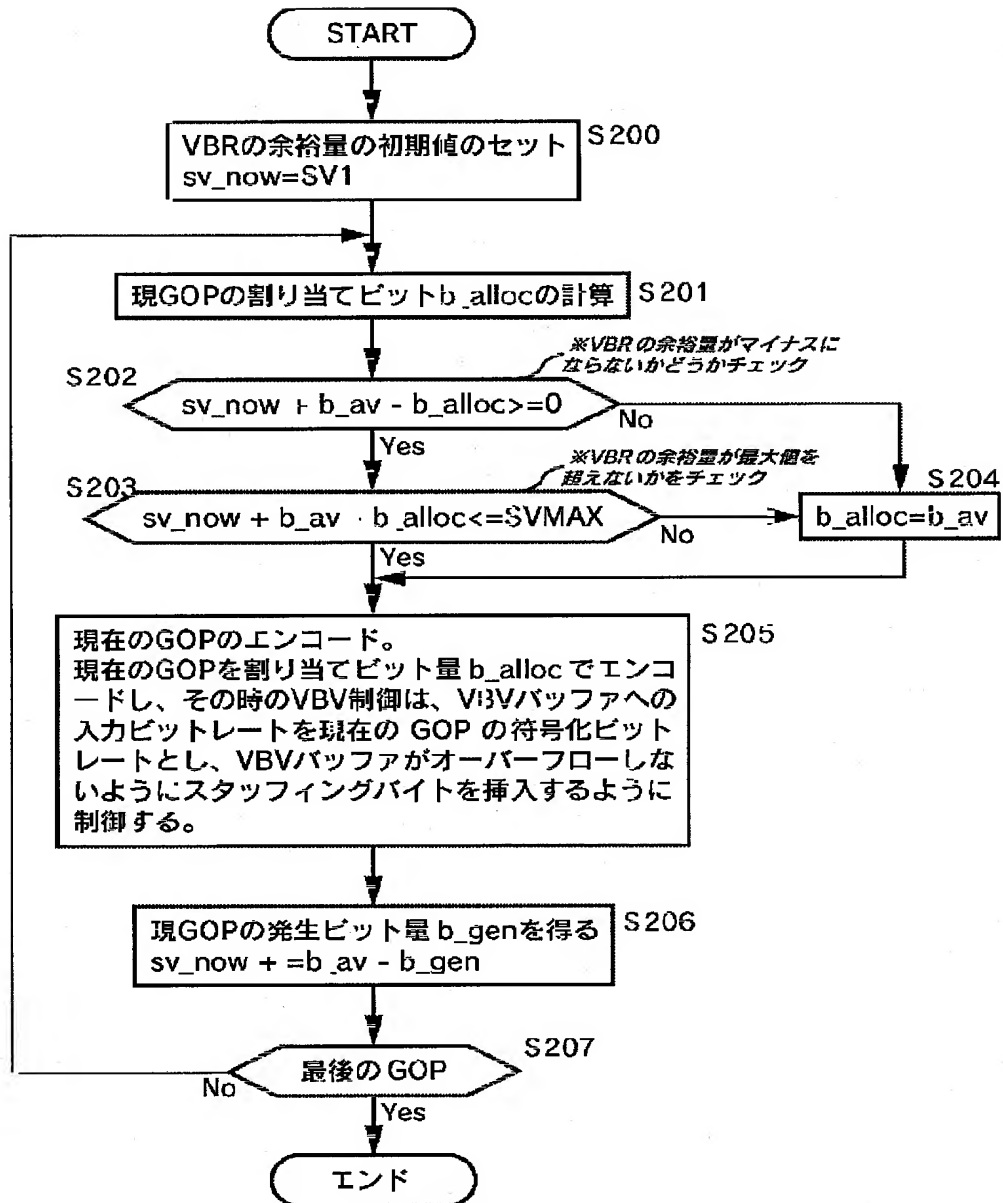 START
VBRの余裕量の初期値のセット
sv_now=SV1
S200
現GOPの割り当てビットb_allocの計算
S201
※VBRの余裕量がマイナスに
ならないかどうかチェック
S202
sv_now + b_av - b_alloc>=0
No
Yes
※VBRの余裕量が最大値を
超えないかをチェック
S203
sv_now + b_av - b_alloc<=SVMAX
No
Yes
S204
b_alloc=b_av
現在のGOPのエンコード。
現在のGOPを割り当てビット量 b_alloc でエンコ
ードし、その時のVBV制御は、VBVバッファへの
入力ビットレートを現在の GOP の符号化ビット
レートとし、VBVバッファがオーバーフローしな
いようにスタッフィングバイトを挿入するように
制御する。
S205
現GOPの発生ビット量 b_genを得る
sv_now + =b_av - b_gen
S206
最後の GOP
S207
No
Yes
エンド